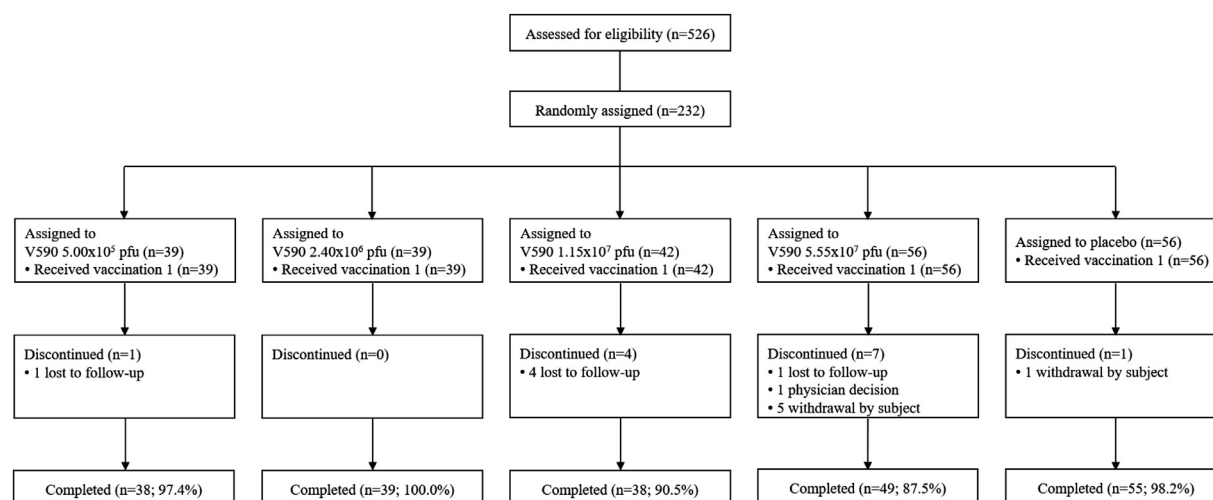 Assessed for eligibility (n=526)
Randomly assigned (n=232)
Assigned to
V590 5.00x10⁵ pfu (n=39)
• Received vaccination 1 (n=39)
Assigned to
V590 2.40x10⁶ pfu (n=39)
• Received vaccination 1 (n=39)
Assigned to
V590 1.15x10⁷ pfu (n=42)
• Received vaccination 1 (n=42)
Assigned to
V590 5.55x10⁷ pfu (n=56)
• Received vaccination 1 (n=56)
Assigned to placebo (n=56)
• Received vaccination 1 (n=56)
Discontinued (n=1)
• 1 lost to follow-up
Discontinued (n=0)
Discontinued (n=4)
• 4 lost to follow-up
Discontinued (n=7)
• 1 lost to follow-up
• 1 physician decision
• 5 withdrawal by subject
Discontinued (n=1)
• 1 withdrawal by subject
Completed (n=38; 97.4%)
Completed (n=39; 100.0%)
Completed (n=38; 90.5%)
Completed (n=49; 87.5%)
Completed (n=55; 98.2%)